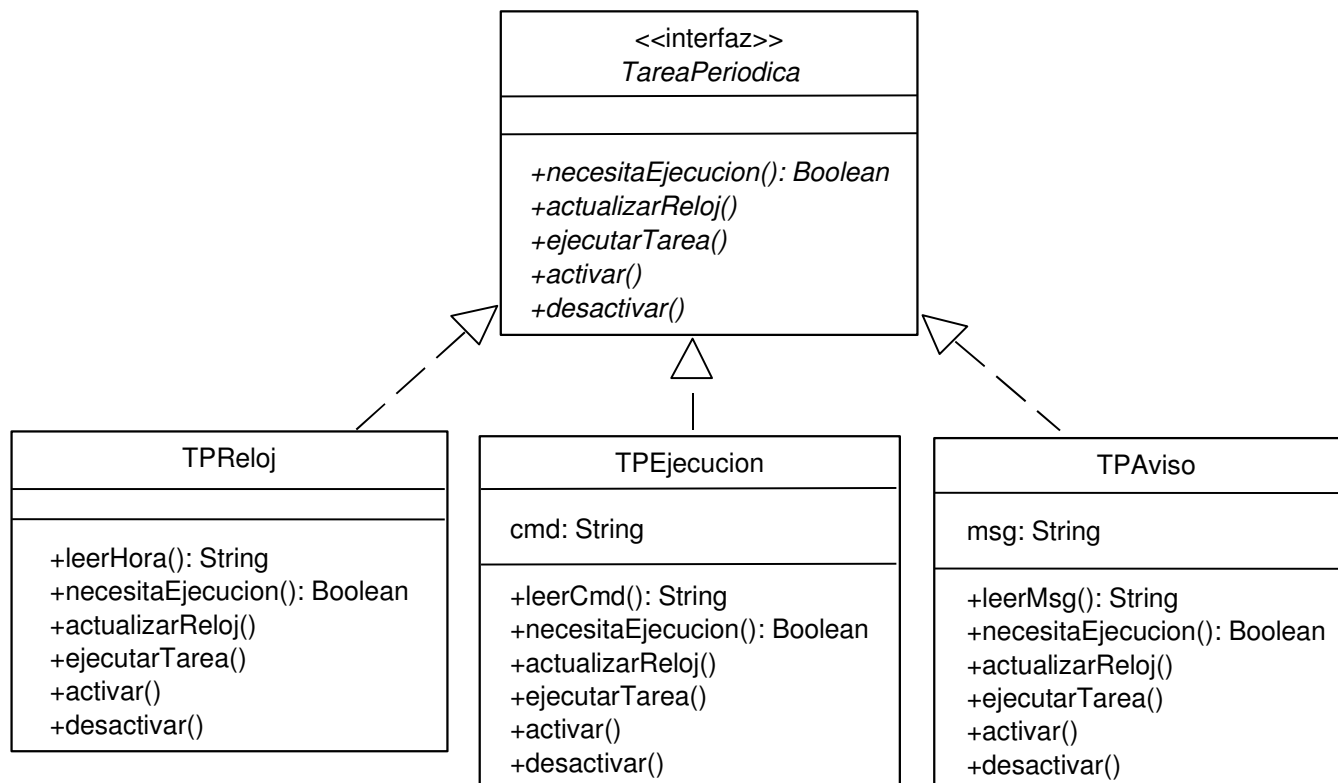 <<interfaz>>
TareaPeriodica
+necesitaEjecucion(): Boolean
+actualizarReloj()
+ejecutarTarea()
+activar()
+desactivar()
TPReloj
+leerHora(): String
+necesitaEjecucion(): Boolean
+actualizarReloj()
+ejecutarTarea()
+activar()
+desactivar()
TPEjecucion
cmd: String
+leerCmd(): String
+necesitaEjecucion(): Boolean
+actualizarReloj()
+ejecutarTarea()
+activar()
+desactivar()
TPAviso
msg: String
+leerMsg(): String
+necesitaEjecucion(): Boolean
+actualizarReloj()
+ejecutarTarea()
+activar()
+desactivar()